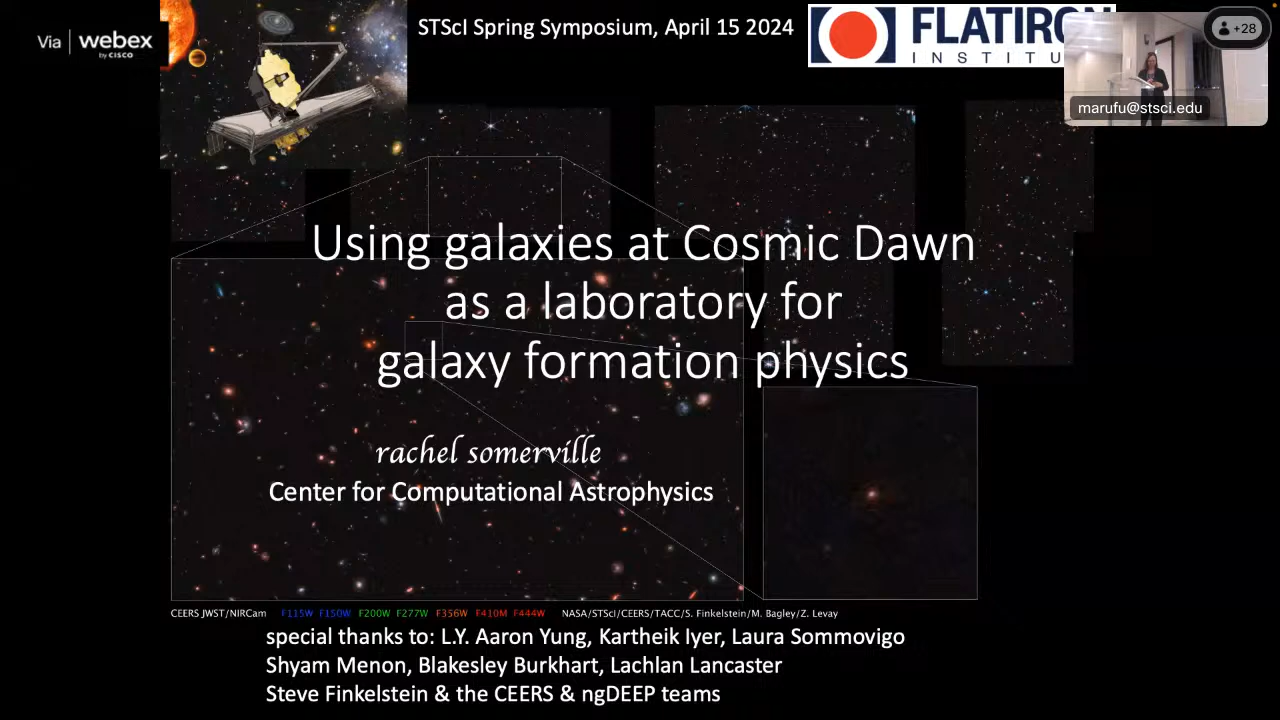 Via webex
by CISCO
STScI Spring Symposium, April 15 2024
FLATIRON
INSTITU
+28
marufu@stsci.edu
Using galaxies at Cosmic Dawn
as a laboratory for
galaxy formation physics
rachel somerville
Center for Computational Astrophysics
CEERS JWST/NIRCam F115W F150W F200W F277W F356W F410M F444W NASA/STScI/CEERS/TACC/S. Finkelstein/M. Bagley/Z. Levay
special thanks to: L.Y. Aaron Yung, Kartheik Iyer, Laura Sommovigo
Shyam Menon, Blakesley Burkhart, Lachlan Lancaster
Steve Finkelstein & the CEERS & ngDEEP teams